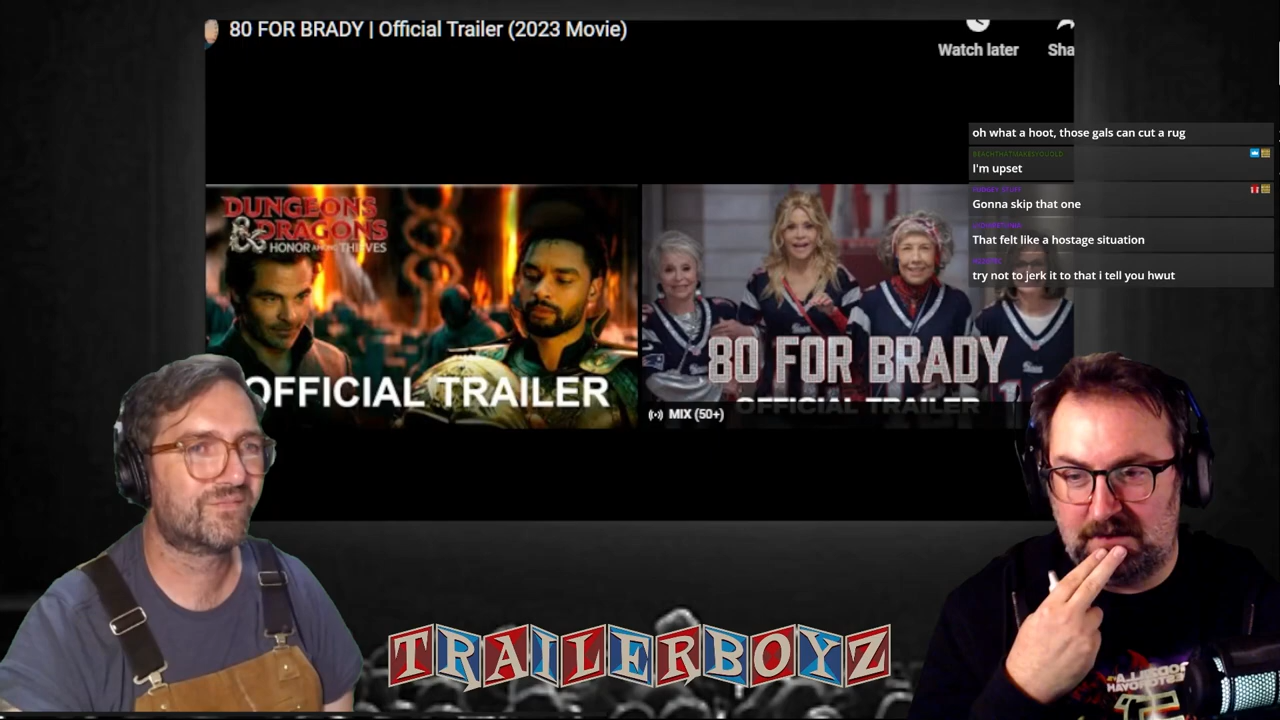 80 FOR BRADY | Official Trailer (2023 Movie)
Watch later
Sha
oh what a hoot, those gals can cut a rug
BEACHTHATMAKESYOUOLD
I'm upset
Gonna skip that one
That felt like a hostage situation
try not to jerk it to that i tell you hwut
DUNGEONS
& DRAGONS
HONOR AMONG THIEVES
OFFICIAL TRAILER
80 FOR BRADY
OFFICIAL TRAILER
MIX (50+)
TRAILERBOYZ